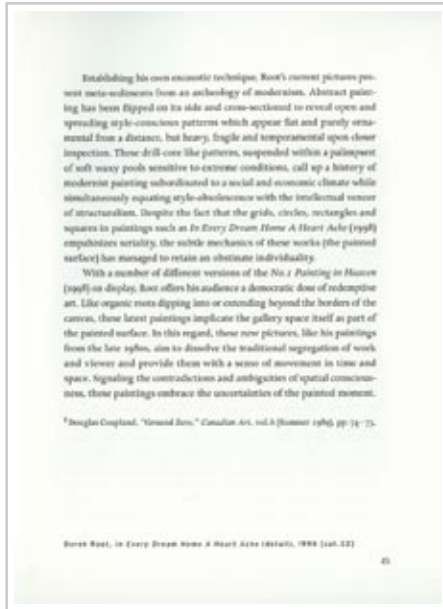 Establishing his own encaustic technique, Root's current pictures pre-
sent meta-sediments from an archeology of modernism. Abstract paint-
ing has been flipped on its side and cross-sectioned to reveal open and
spreading style-conscious patterns which appear flat and purely orna-
mental from a distance, but heavy, fragile and temperamental upon closer
inspection. These drill-core like patterns, suspended within a palimpsest
of soft waxy pools sensitive to extreme conditions, call up a history of
modernist painting subordinated to a social and economic climate while
simultaneously equating style-obsolescence with the intellectual veneer
of structuralism. Despite the fact that the grids, circles, rectangles and
squares in paintings such as In Every Dream Home A Heart Ache (1998)
emphasizes seriality, the subtle mechanics of these works (the painted
surface) has managed to retain an obstinate individuality.
With a number of different versions of the No.1 Painting in Heaven
(1998) on display, Root offers his audience a democratic dose of redemptive
art. Like organic roots dipping into or extending beyond the borders of the
canvas, these latest paintings implicate the gallery space itself as part of
the painted surface. In this regard, these new pictures, like his paintings
from the late 1980s, aim to dissolve the traditional segregation of work
and viewer and provide them with a sense of movement in time and
space. Signaling the contradictions and ambiguities of spatial conscious-
ness, these paintings embrace the uncertainties of the painted moment.
Douglas Coupland. "Ground Zero." Canadian Art, vol.6 (Summer 1989), pp. 74–75.
Derek Root, In Every Dream Home A Heart Ache (detail), 1998 [cat.52]
45